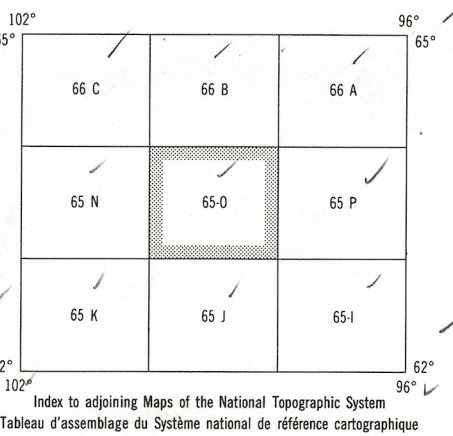 102° 96°
65° 65°
66 C 66 B 66 A
65 N 65-O 65 P
65 K 65 J 65-I
2° 62°
102° 96°
Index to adjoining Maps of the National Topographic System
Tableau d'assemblage du Système national de référence cartographique